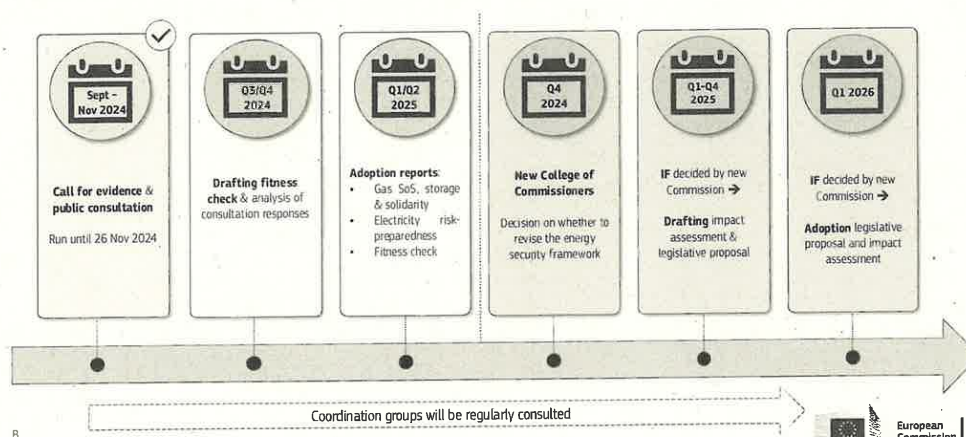 Sept -
Nov 2024
Call for evidence &
public consultation
Run until 26 Nov 2024
Q3/Q4
2024
Drafting fitness
check & analysis of
consultation responses
Q1/Q2
2025
Adoption reports:
• Gas SoS, storage
& solidarity
• Electricity risk-
preparedness
• Fitness check
Q4
2024
New College of
Commissioners
Decision on whether to
revise the energy
security framework
Q1-Q4
2025
IF decided by new
Commission →
Drafting impact
assessment &
legislative proposal
Q1 2026
IF decided by new
Commission →
Adoption legislative
proposal and impact
assessment
Coordination groups will be regularly consulted
European
Commission